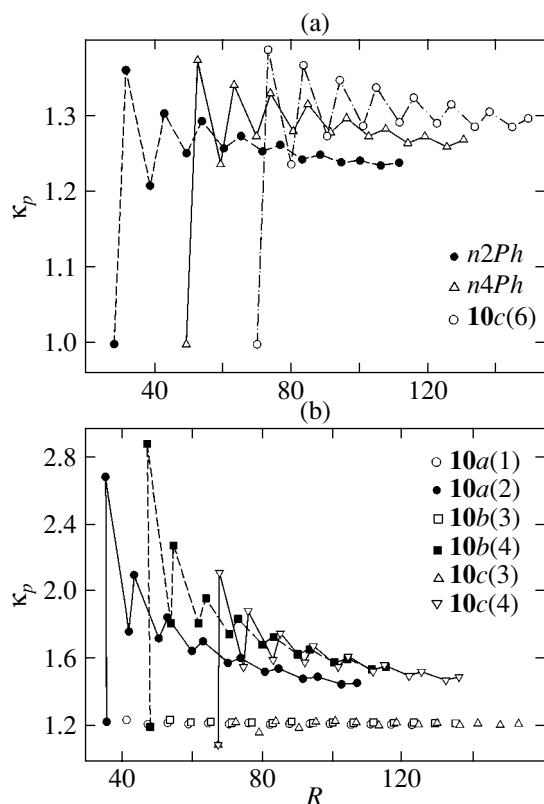 (a)
κp
1.3
1.2
1.1
1.0
n2Ph
n4Ph
10c(6)
40
80
120
(b)
κp
2.8
2.4
2.0
1.6
1.2
10a(1)
10a(2)
10b(3)
10b(4)
10c(3)
10c(4)
40
60
80
100
120
R